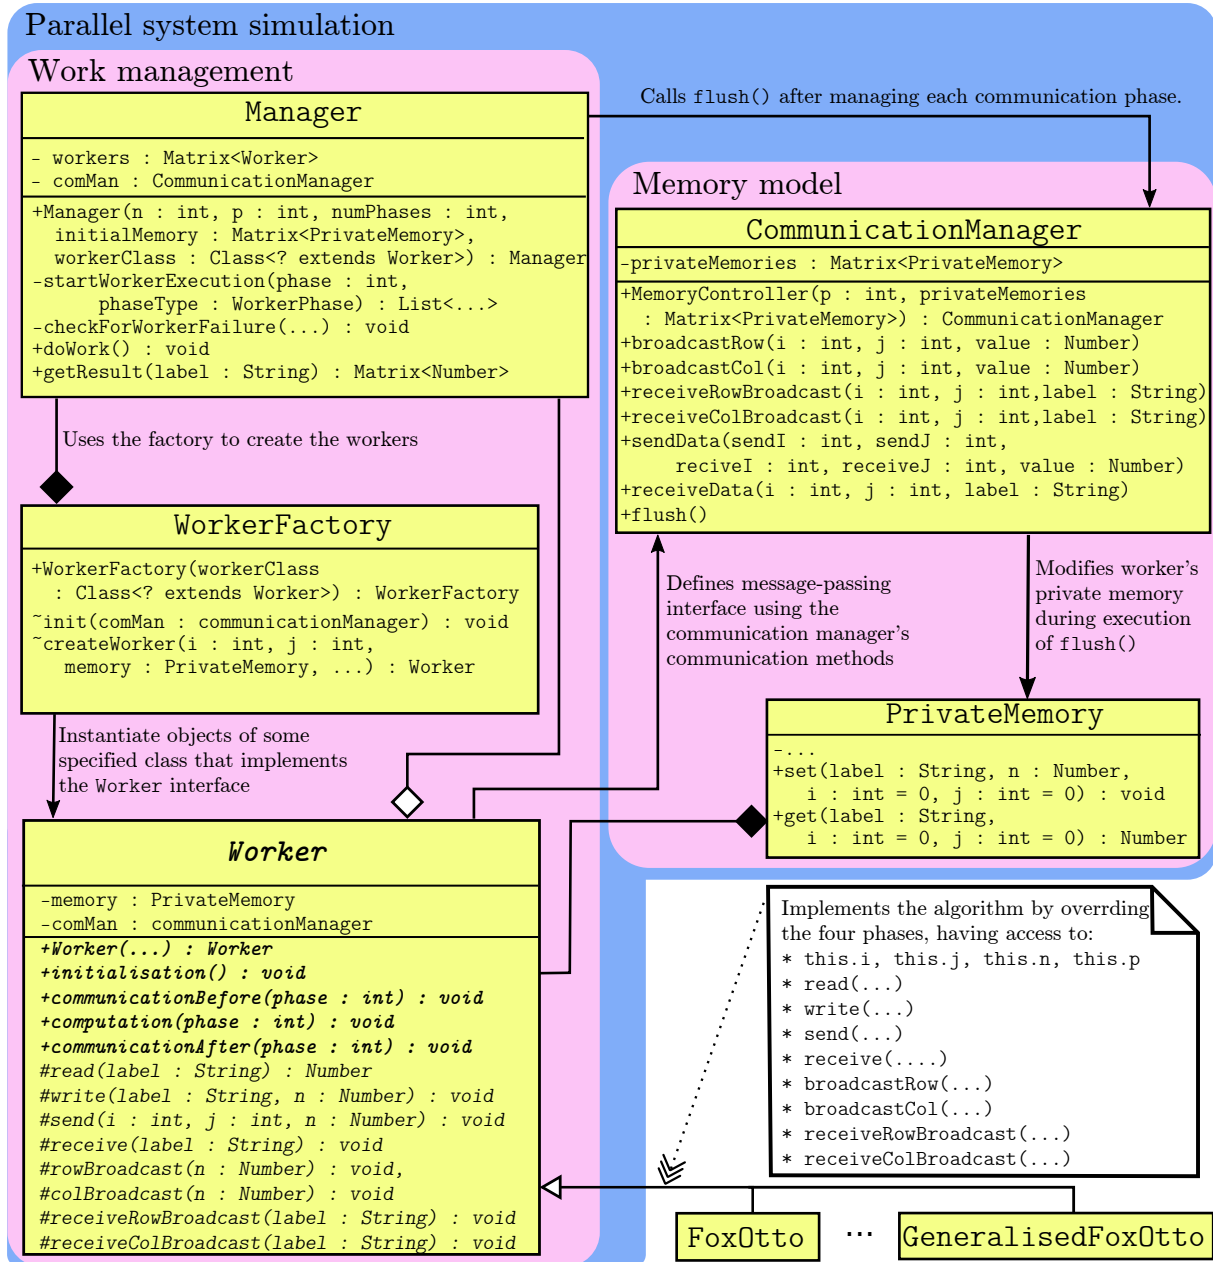 Parallel system simulation
Work management
Manager
- workers : Matrix<Worker>
- comMan : CommunicationManager
+Manager(n : int, p : int, numPhases : int,
initialMemory : Matrix<PrivateMemory>,
workerClass : Class<? extends Worker>) : Manager
-startWorkerExecution(phase : int,
phaseType : WorkerPhase) : List<...>
-checkForWorkerFailure(...) : void
+doWork() : void
+getResult(label : String) : Matrix<Number>
Calls flush() after managing each communication phase.
Memory model
CommunicationManager
-privateMemories : Matrix<PrivateMemory>
+MemoryController(p : int, privateMemories
: Matrix<PrivateMemory>) : CommunicationManager
+broadcastRow(i : int, j : int, value : Number)
+broadcastCol(i : int, j : int, value : Number)
+receiveRowBroadcast(i : int, j : int,label : String)
+receiveColBroadcast(i : int, j : int,label : String)
+sendData(sendI : int, sendJ : int,
reciveI : int, receiveJ : int, value : Number)
+receiveData(i : int, j : int, label : String)
+flush()
Uses the factory to create the workers
WorkerFactory
+WorkerFactory(workerClass
: Class<? extends Worker>) : WorkerFactory
~init(comMan : communicationManager) : void
~createWorker(i : int, j : int,
memory : PrivateMemory, ...) : Worker
Defines message-passing
interface using the
communication manager's
communication methods
Modifies worker's
private memory
during execution
of flush()
Instantiate objects of some
specified class that implements
the Worker interface
PrivateMemory
-...
+set(label : String, n : Number,
i : int = 0, j : int = 0) : void
+get(label : String,
i : int = 0, j : int = 0) : Number
Worker
-memory : PrivateMemory
-comMan : communicationManager
+Worker(...) : Worker
+initialisation() : void
+communicationBefore(phase : int) : void
+computation(phase : int) : void
+communicationAfter(phase : int) : void
#read(label : String) : Number
#write(label : String, n : Number) : void
#send(i : int, j : int, n : Number) : void
#receive(label : String) : void
#rowBroadcast(n : Number) : void,
#colBroadcast(n : Number) : void
#receiveRowBroadcast(label : String) : void
#receiveColBroadcast(label : String) : void
Implements the algorithm by overrding
the four phases, having access to:
* this.i, this.j, this.n, this.p
* read(...)
* write(...)
* send(...)
* receive(....)
* broadcastRow(...)
* broadcastCol(...)
* receiveRowBroadcast(...)
* receiveColBroadcast(...)
FoxOtto
...
GeneralisedFoxOtto